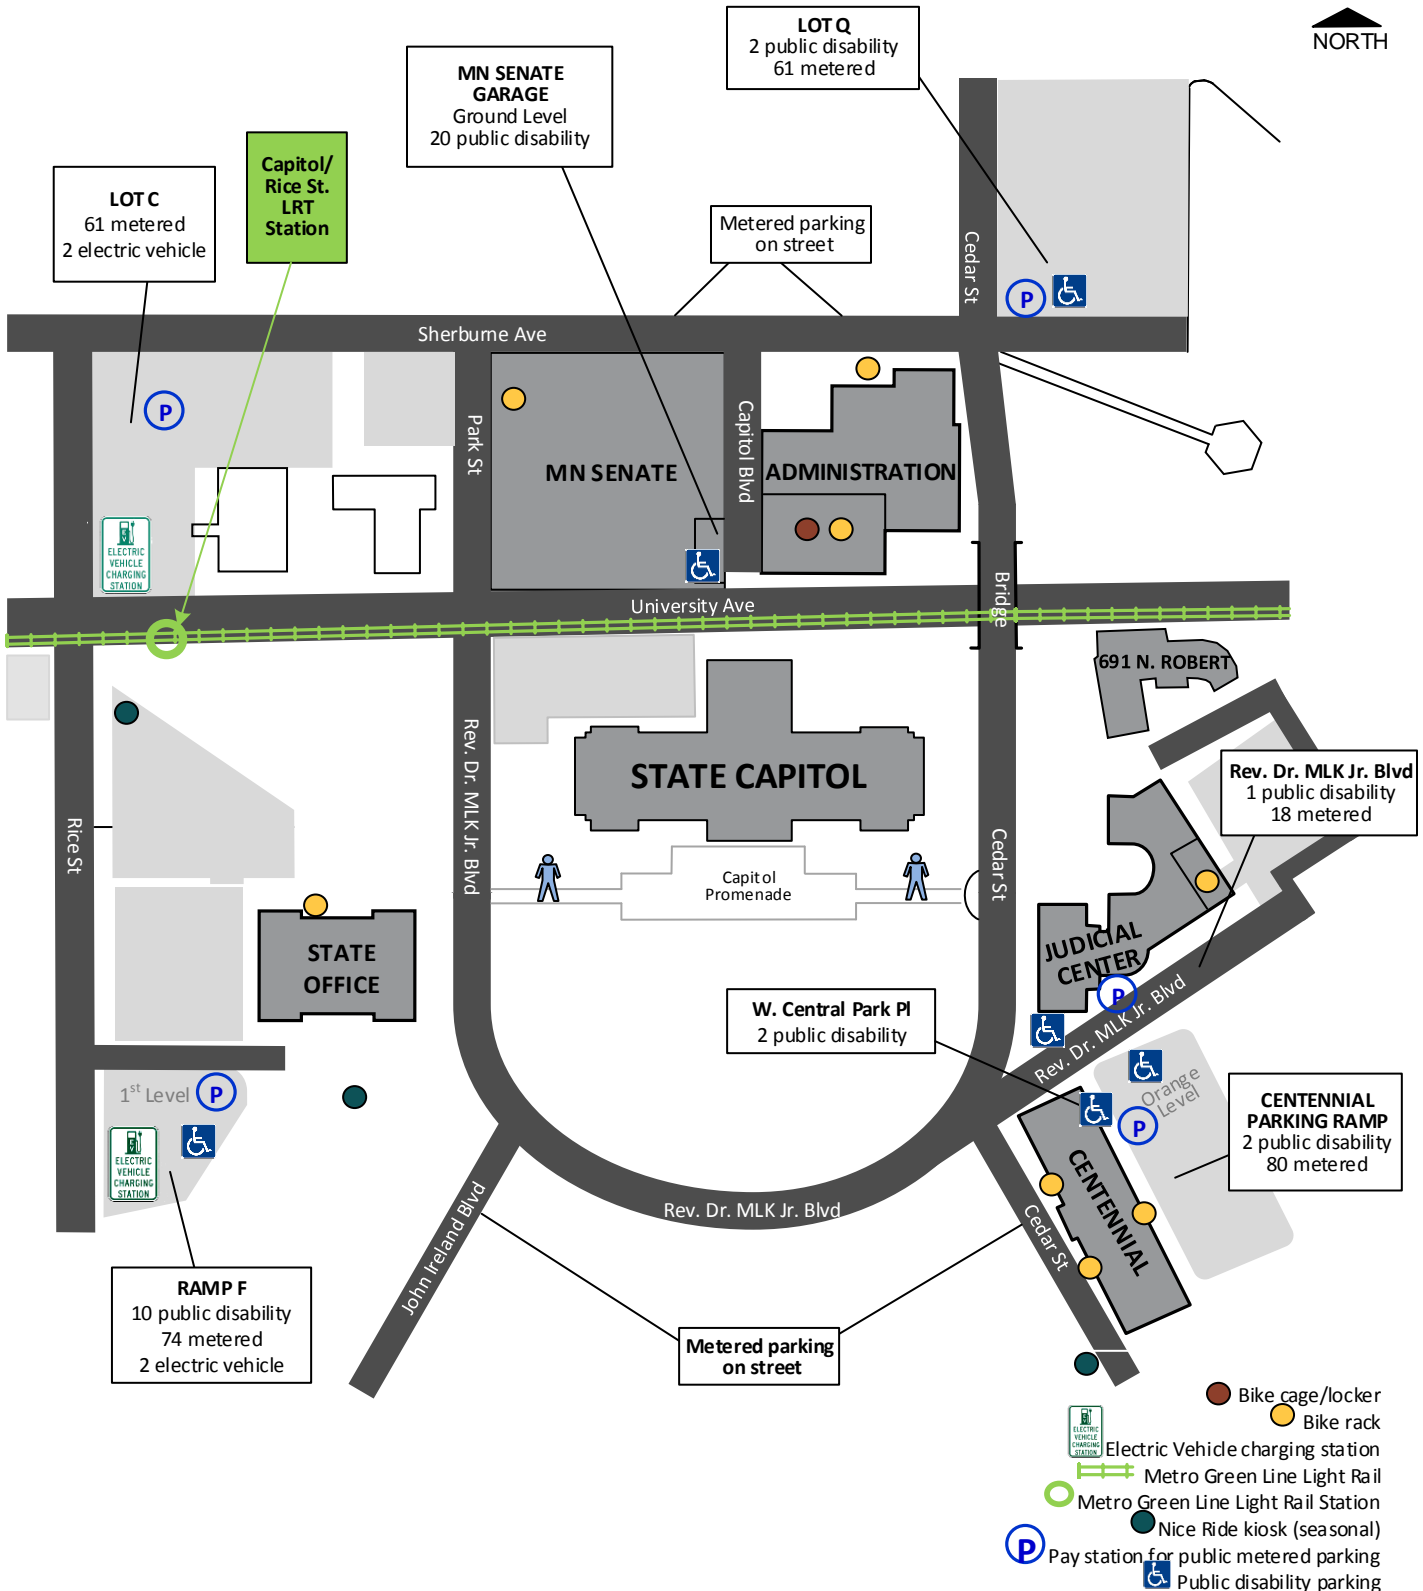 NORTH
LOT Q
2 public disability
61 metered
MN SENATE
GARAGE
Ground Level
20 public disability
Capitol/
Rice St.
LRT
Station
LOT C
61 metered
2 electric vehicle
Metered parking
on street
Cedar St
P
Sherburne Ave
P
Park St
Capitol Blvd
MN SENATE
ADMINISTRATION
ELECTRIC
VEHICLE
CHARGING
STATION
Bridge
University Ave
691 N. ROBERT
Rev. Dr. MLK Jr. Blvd
STATE CAPITOL
Rev. Dr. MLK Jr. Blvd
1 public disability
18 metered
Rice St
Cedar St
Capitol
Promenade
STATE
OFFICE
JUDICIAL
CENTER
P
W. Central Park Pl
2 public disability
Rev. Dr. MLK Jr. Blvd
1st Level
P
Orange
Level
P
CENTENNIAL
PARKING RAMP
2 public disability
80 metered
ELECTRIC
VEHICLE
CHARGING
STATION
CENTENNIAL
Rev. Dr. MLK Jr. Blvd
John Ireland Blvd
Cedar St
RAMP F
10 public disability
74 metered
2 electric vehicle
Metered parking
on street
Bike cage/locker
Bike rack
ELECTRIC
VEHICLE
CHARGING
STATION
Electric Vehicle charging station
Metro Green Line Light Rail
Metro Green Line Light Rail Station
Nice Ride kiosk (seasonal)
P
Pay station for public metered parking
Public disability parking